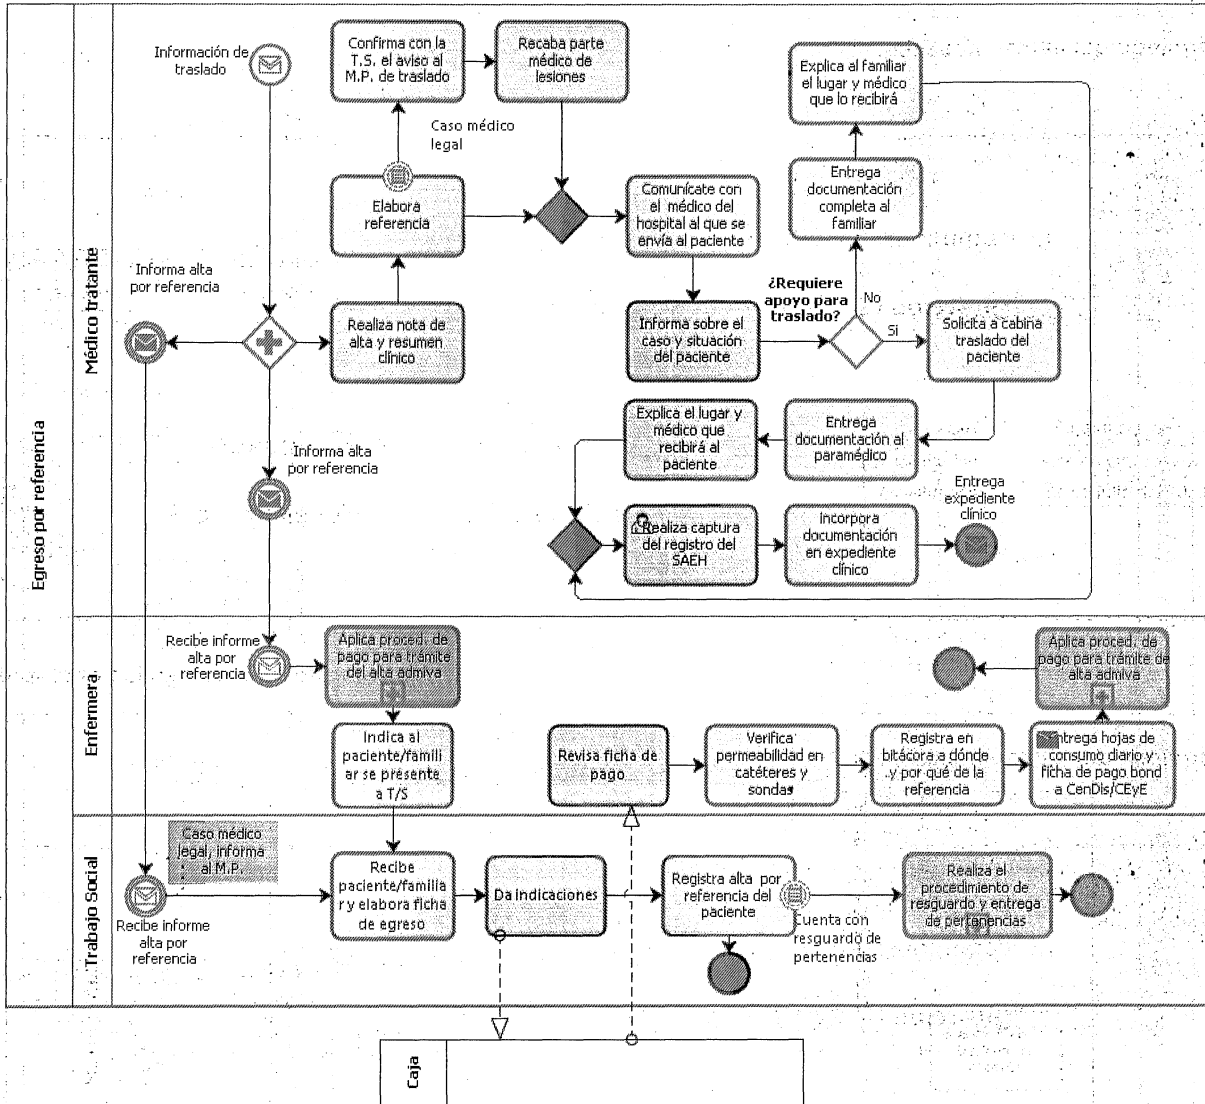 Egreso por referencia
Médico tratante
Información de
traslado
Confirma con la
T.S. el aviso al
M.P. de traslado
Recaba parte
médico de
lesiones
Caso médico
legal
Elabora
referencia
Comunícate con
el médico del
hospital al que se
envía al paciente
Explica al familiar
el lugar y médico
que lo recibirá
Entrega
documentación
completa al
familiar
Informa alta
por referencia
Realiza nota de
alta y resumen
clínico
Informa sobre el
caso y situación
del paciente
¿Requiere
apoyo para
traslado?
No
Si
Solicita a cabina
traslado del
paciente
Informa alta
por referencia
Explica el lugar y
médico que
recibirá al
paciente
Entrega
documentación al
paramédico
Entrega
expediente
clínico
Realiza captura
del registro del
SAEH
Incorpora
documentación
en expediente
clínico
Enfermera
Recibe informe
alta por
referencia
Aplica proced. de
pago para trámite
del alta admiva
Indica al
paciente/famili
ar se presente
a T/S
Revisa ficha de
pago
Verifica
permeabilidad en
catéteres y
sondas
Registra en
bitácora a dónde
y por qué de la
referencia
Entrega hojas de
consumo diario y
ficha de pago bond
a CenDis/CEyE
Aplica proced. de
pago para trámite de
alta admiva
Trabajo Social
Caso médico
legal, informa
al M.P.
Recibe informe
alta por
referencia
Recibe
paciente/familia
r y elabora ficha
de egreso
Da indicaciones
Registra alta por
referencia del
paciente
Cuenta con
resguardo de
pertenencias
Realiza el
procedimiento de
resguardo y entrega
de pertenencias
Caja